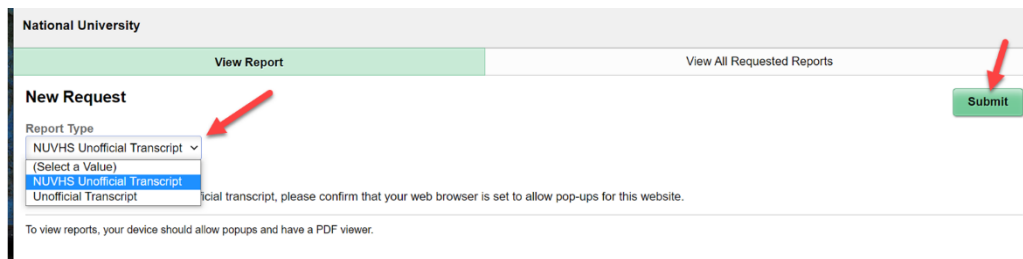 National University
View Report
View All Requested Reports
New Request
Submit
Report Type
NUVHS Unofficial Transcript
(Select a Value)
NUVHS Unofficial Transcript
Unofficial Transcript
icial transcript, please confirm that your web browser is set to allow pop-ups for this website.
To view reports, your device should allow popups and have a PDF viewer.